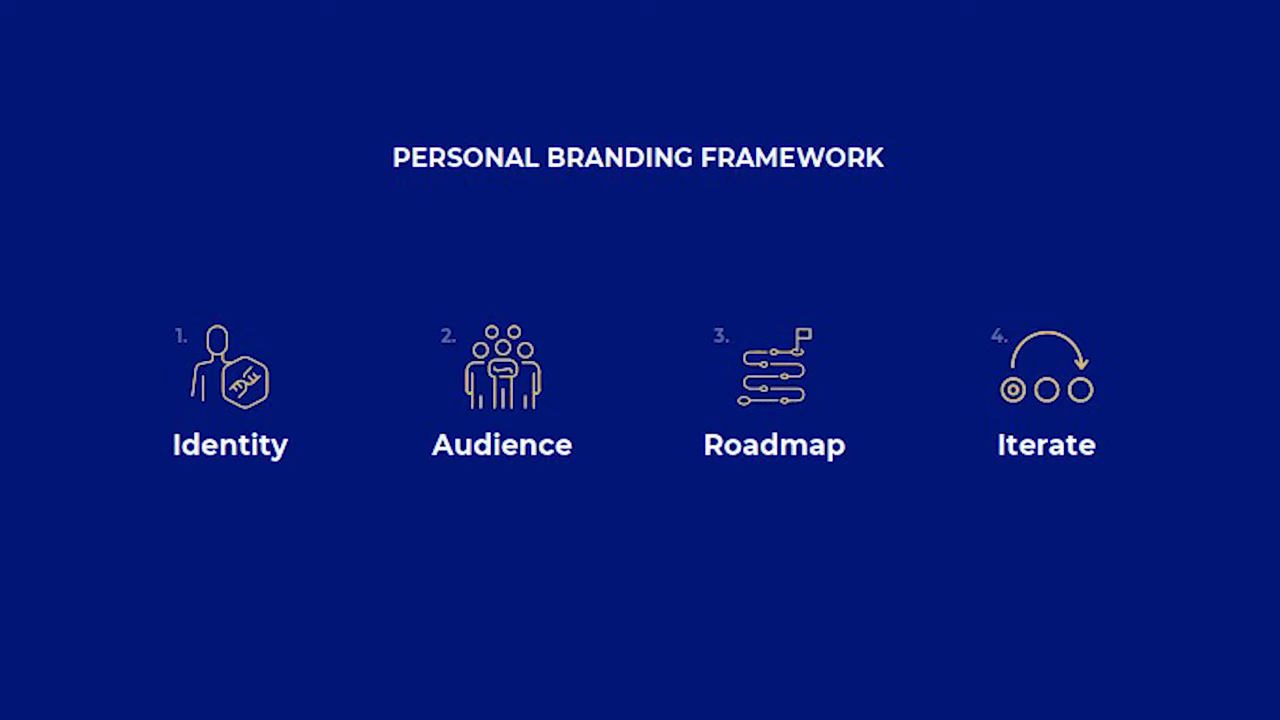 PERSONAL BRANDING FRAMEWORK
1.
Identity
2.
Audience
3.
Roadmap
4.
Iterate